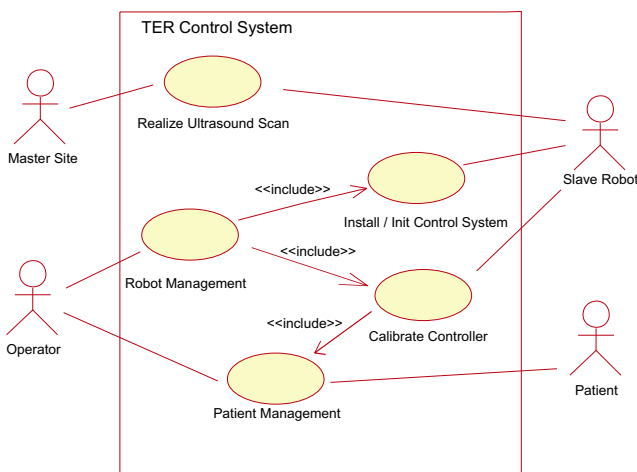 TER Control System
Realize Ultrasound Scan
Master Site
Slave Robot
<<include>>
Install / Init Control System
<<include>>
Robot Management
<<include>>
Calibrate Controller
Operator
Patient Management
Patient